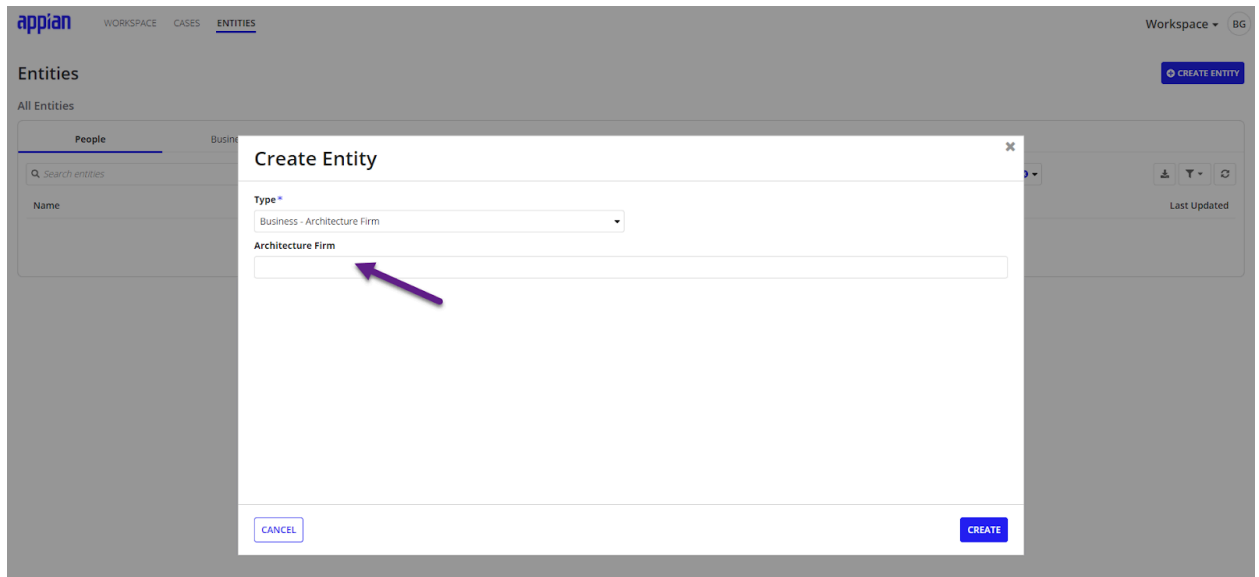 appian WORKSPACE CASES ENTITIES Workspace BG
Entities
CREATE ENTITY
All Entities
People
Search entities
Name
Last Updated
Create Entity
Type*
Business - Architecture Firm
Architecture Firm
CANCEL
CREATE